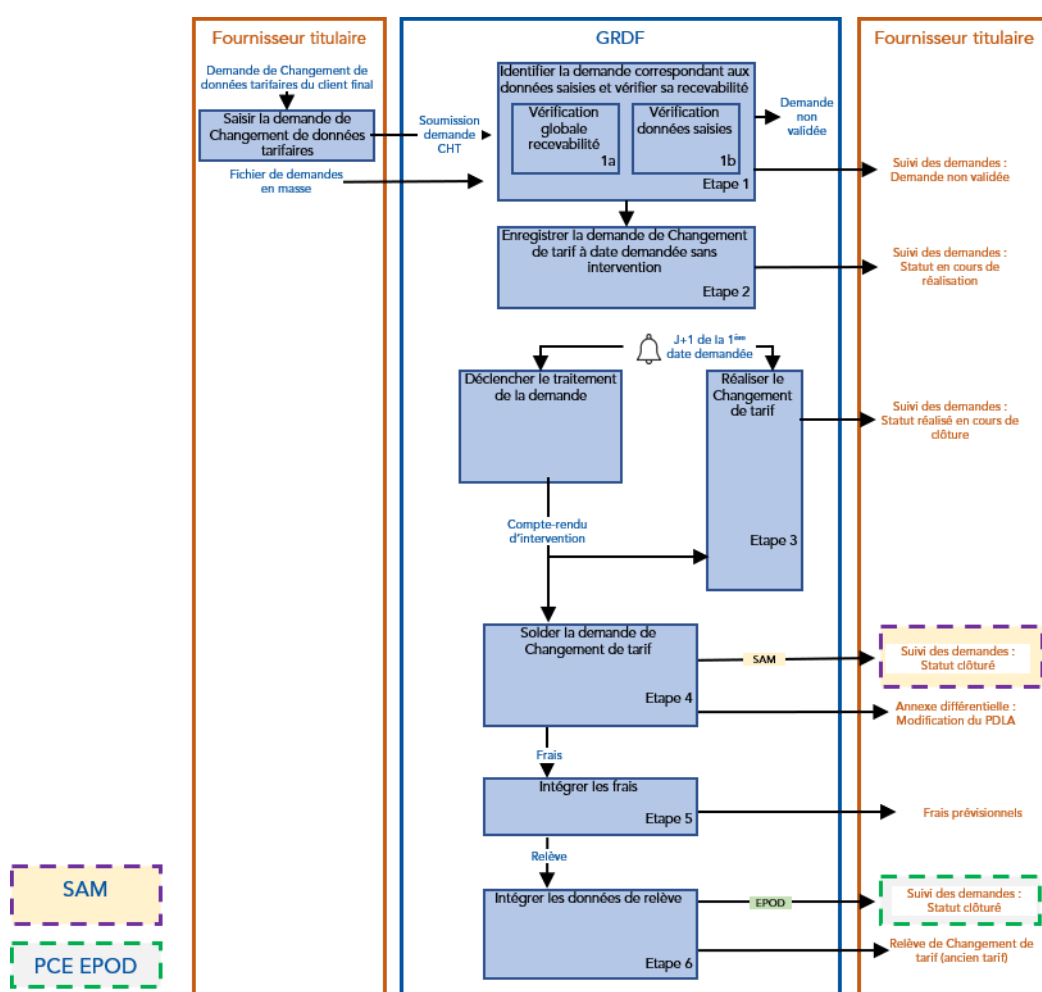 Fournisseur titulaire
GRDF
Fournisseur titulaire
Demande de Changement de
données tarifaires du client final
Saisir la demande de
Changement de données
tarifaires
Soumission
demande
CHT
Fichier de demandes
en masse
Identifier la demande correspondant aux
données saisies et vérifier sa recevabilité
Vérification
globale
recevabilité
1a
Vérification
données saisies
1b
Etape 1
Demande
non
validée
Suivi des demandes :
Demande non validée
Enregistrer la demande de Changement
de tarif à date demandée sans
intervention
Etape 2
Suivi des demandes :
Statut en cours de
réalisation
J+1 de la 1ère
date demandée
Déclencher le traitement
de la demande
Réaliser le
Changement
de tarif
Etape 3
Suivi des demandes :
Statut réalisé en cours de
clôture
Compte-rendu
d'intervention
Solder la demande de
Changement de tarif
Etape 4
SAM
Suivi des demandes :
Statut clôturé
Annexe différentielle :
Modification du PDLA
Frais
Intégrer les frais
Etape 5
Frais prévisionnels
Relève
Intégrer les données de relève
Etape 6
EPOD
Suivi des demandes :
Statut clôturé
Relève de Changement de
tarif (ancien tarif)
SAM
PCE EPOD